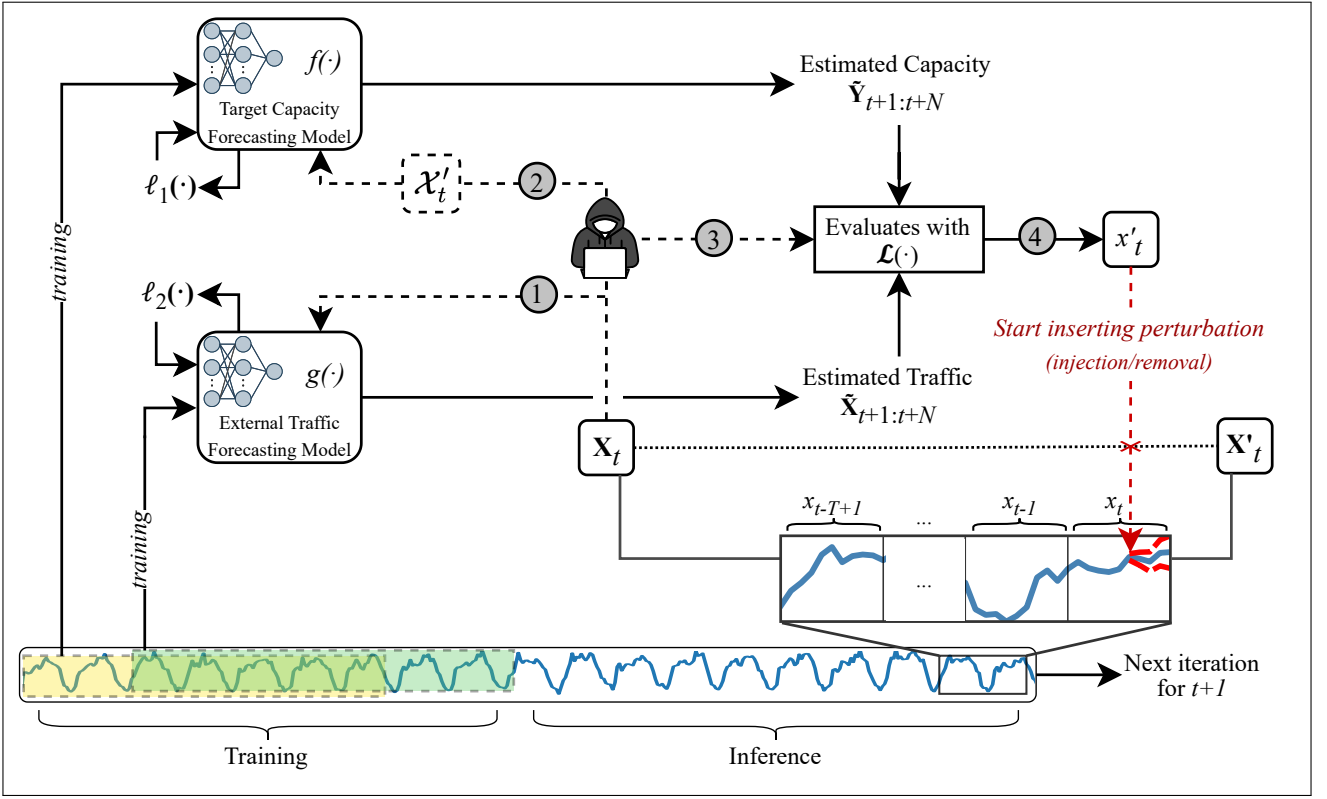 f(·)
Target Capacity
Forecasting Model
Estimated Capacity
Ỹt+1:t+N
training
ℓ1(·)
𝒳′t
2
3
Evaluates with
𝓛(·)
4
x't
ℓ2(·)
1
Start inserting perturbation
(injection/removal)
g(·)
External Traffic
Forecasting Model
Estimated Traffic
X̃t+1:t+N
Xt
X't
training
xt-T+1
...
xt-1
xt
...
Next iteration
for t+1
Training
Inference